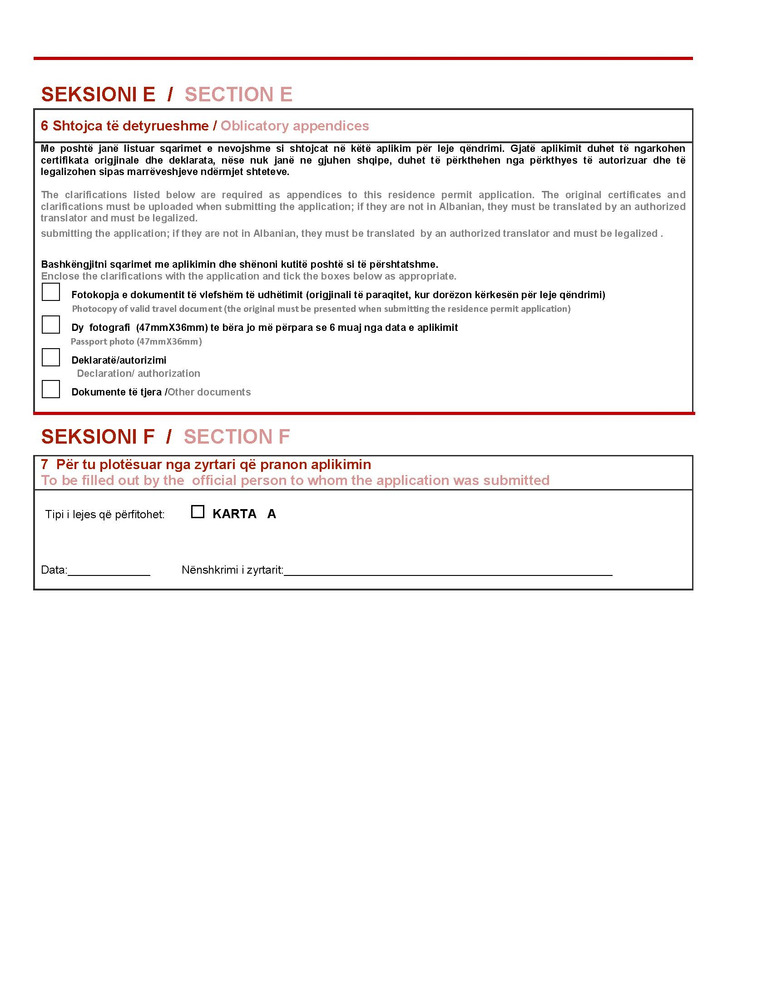 SEKSIONI E / SECTION E
6 Shtojca të detyrueshme / Oblicatory appendices
Me poshtë janë listuar sqarimet e nevojshme si shtojcat në këtë aplikim për leje qëndrimi. Gjatë aplikimit duhet të ngarkohen
certifikata origjinale dhe deklarata, nëse nuk janë ne gjuhen shqipe, duhet të përkthehen nga përkthyes të autorizuar dhe të
legalizohen sipas marrëveshjeve ndërmjet shteteve.
The clarifications listed below are required as appendices to this residence permit application. The original certificates and
clarifications must be uploaded when submitting the application; if they are not in Albanian, they must be translated by an authorized
translator and must be legalized.
submitting the application; if they are not in Albanian, they must be translated by an authorized translator and must be legalized .
Bashkëngjitni sqarimet me aplikimin dhe shënoni kutitë poshtë si të përshtatshme.
Enclose the clarifications with the application and tick the boxes below as appropriate.
Fotokopja e dokumentit të vlefshëm të udhëtimit (origjinali të paraqitet, kur dorëzon kërkesën për leje qëndrimi)
Photocopy of valid travel document (the original must be presented when submitting the residence permit application)
Dy fotografi (47mmX36mm) te bëra jo më përpara se 6 muaj nga data e aplikimit
Passport photo (47mmX36mm)
Deklaratë/autorizimi
Declaration/ authorization
Dokumente të tjera /Other documents
SEKSIONI F / SECTION F
7 Për tu plotësuar nga zyrtari që pranon aplikimin
To be filled out by the official person to whom the application was submitted
Tipi i lejes që përfitohet: KARTA A
Data:_____________ Nënshkrimi i zyrtarit:____________________________________________________